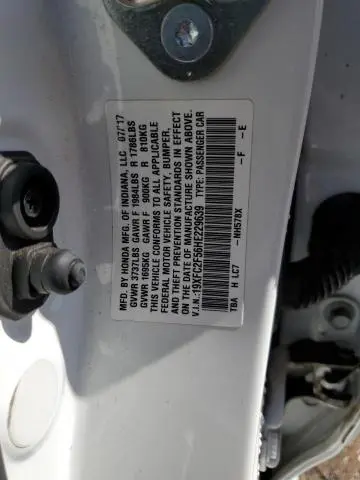 MFD. BY HONDA MFG. OF INDIANA, LLC 07/17
GVWR 3737LBS GAWR F 1984LBS R 1786LBS
GVWR 1695KG GAWR F 900KG R 810KG
THIS VEHICLE CONFORMS TO ALL APPLICABLE
FEDERAL MOTOR VEHICLE SAFETY, BUMPER,
AND THEFT PREVENTION STANDARDS IN EFFECT
ON THE DATE OF MANUFACTURE SHOWN ABOVE.
V.I.N.:19XFC2F56HE229639 TYPE: PASSENGER CAR
NH578X F E
TBA H LC7